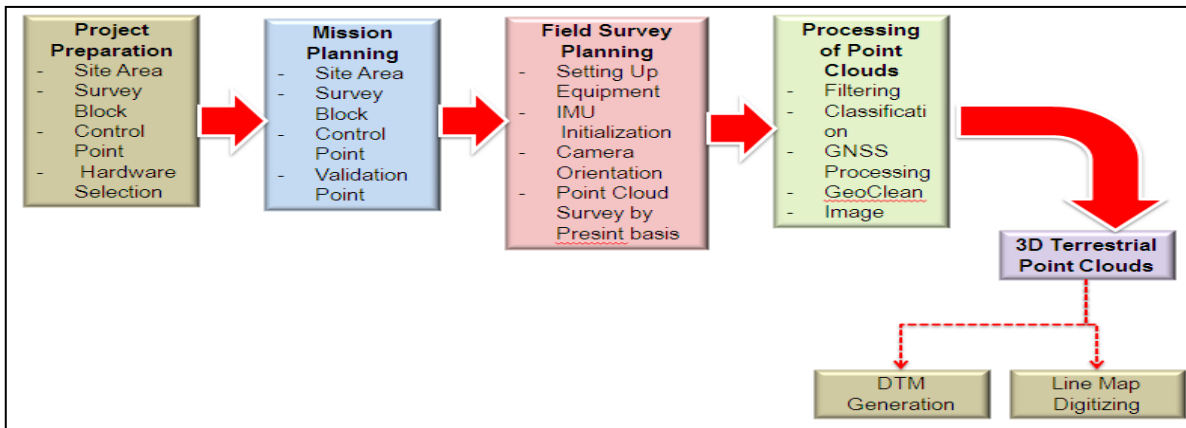 Project
Preparation
- Site Area
- Survey
Block
- Control
Point
- Hardware
Selection
Mission
Planning
- Site Area
- Survey
Block
- Control
Point
- Validation
Point
Field Survey
Planning
- Setting Up
Equipment
- IMU
Initialization
- Camera
Orientation
- Point Cloud
Survey by
Presint basis
Processing
of Point
Clouds
- Filtering
- Classificati
on
- GNSS
Processing
- GeoClean
- Image
3D Terrestrial
Point Clouds
DTM
Generation
Line Map
Digitizing